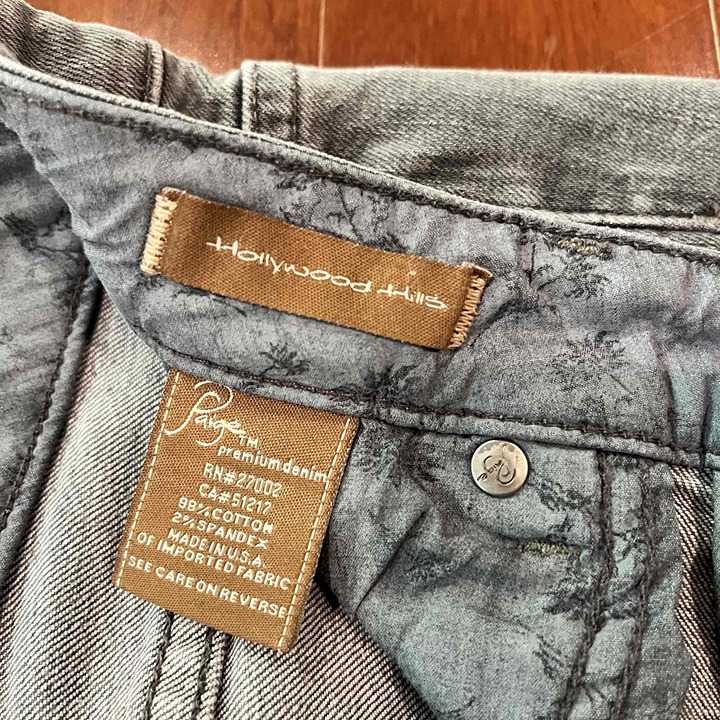 HOLLYWOOD HILLS
Paige™
premium denim
RN#27002
CA#51217
98% COTTON
2% SPANDEX
MADE IN U.S.A.
OF IMPORTED FABRIC
SEE CARE ON REVERSE
Paige